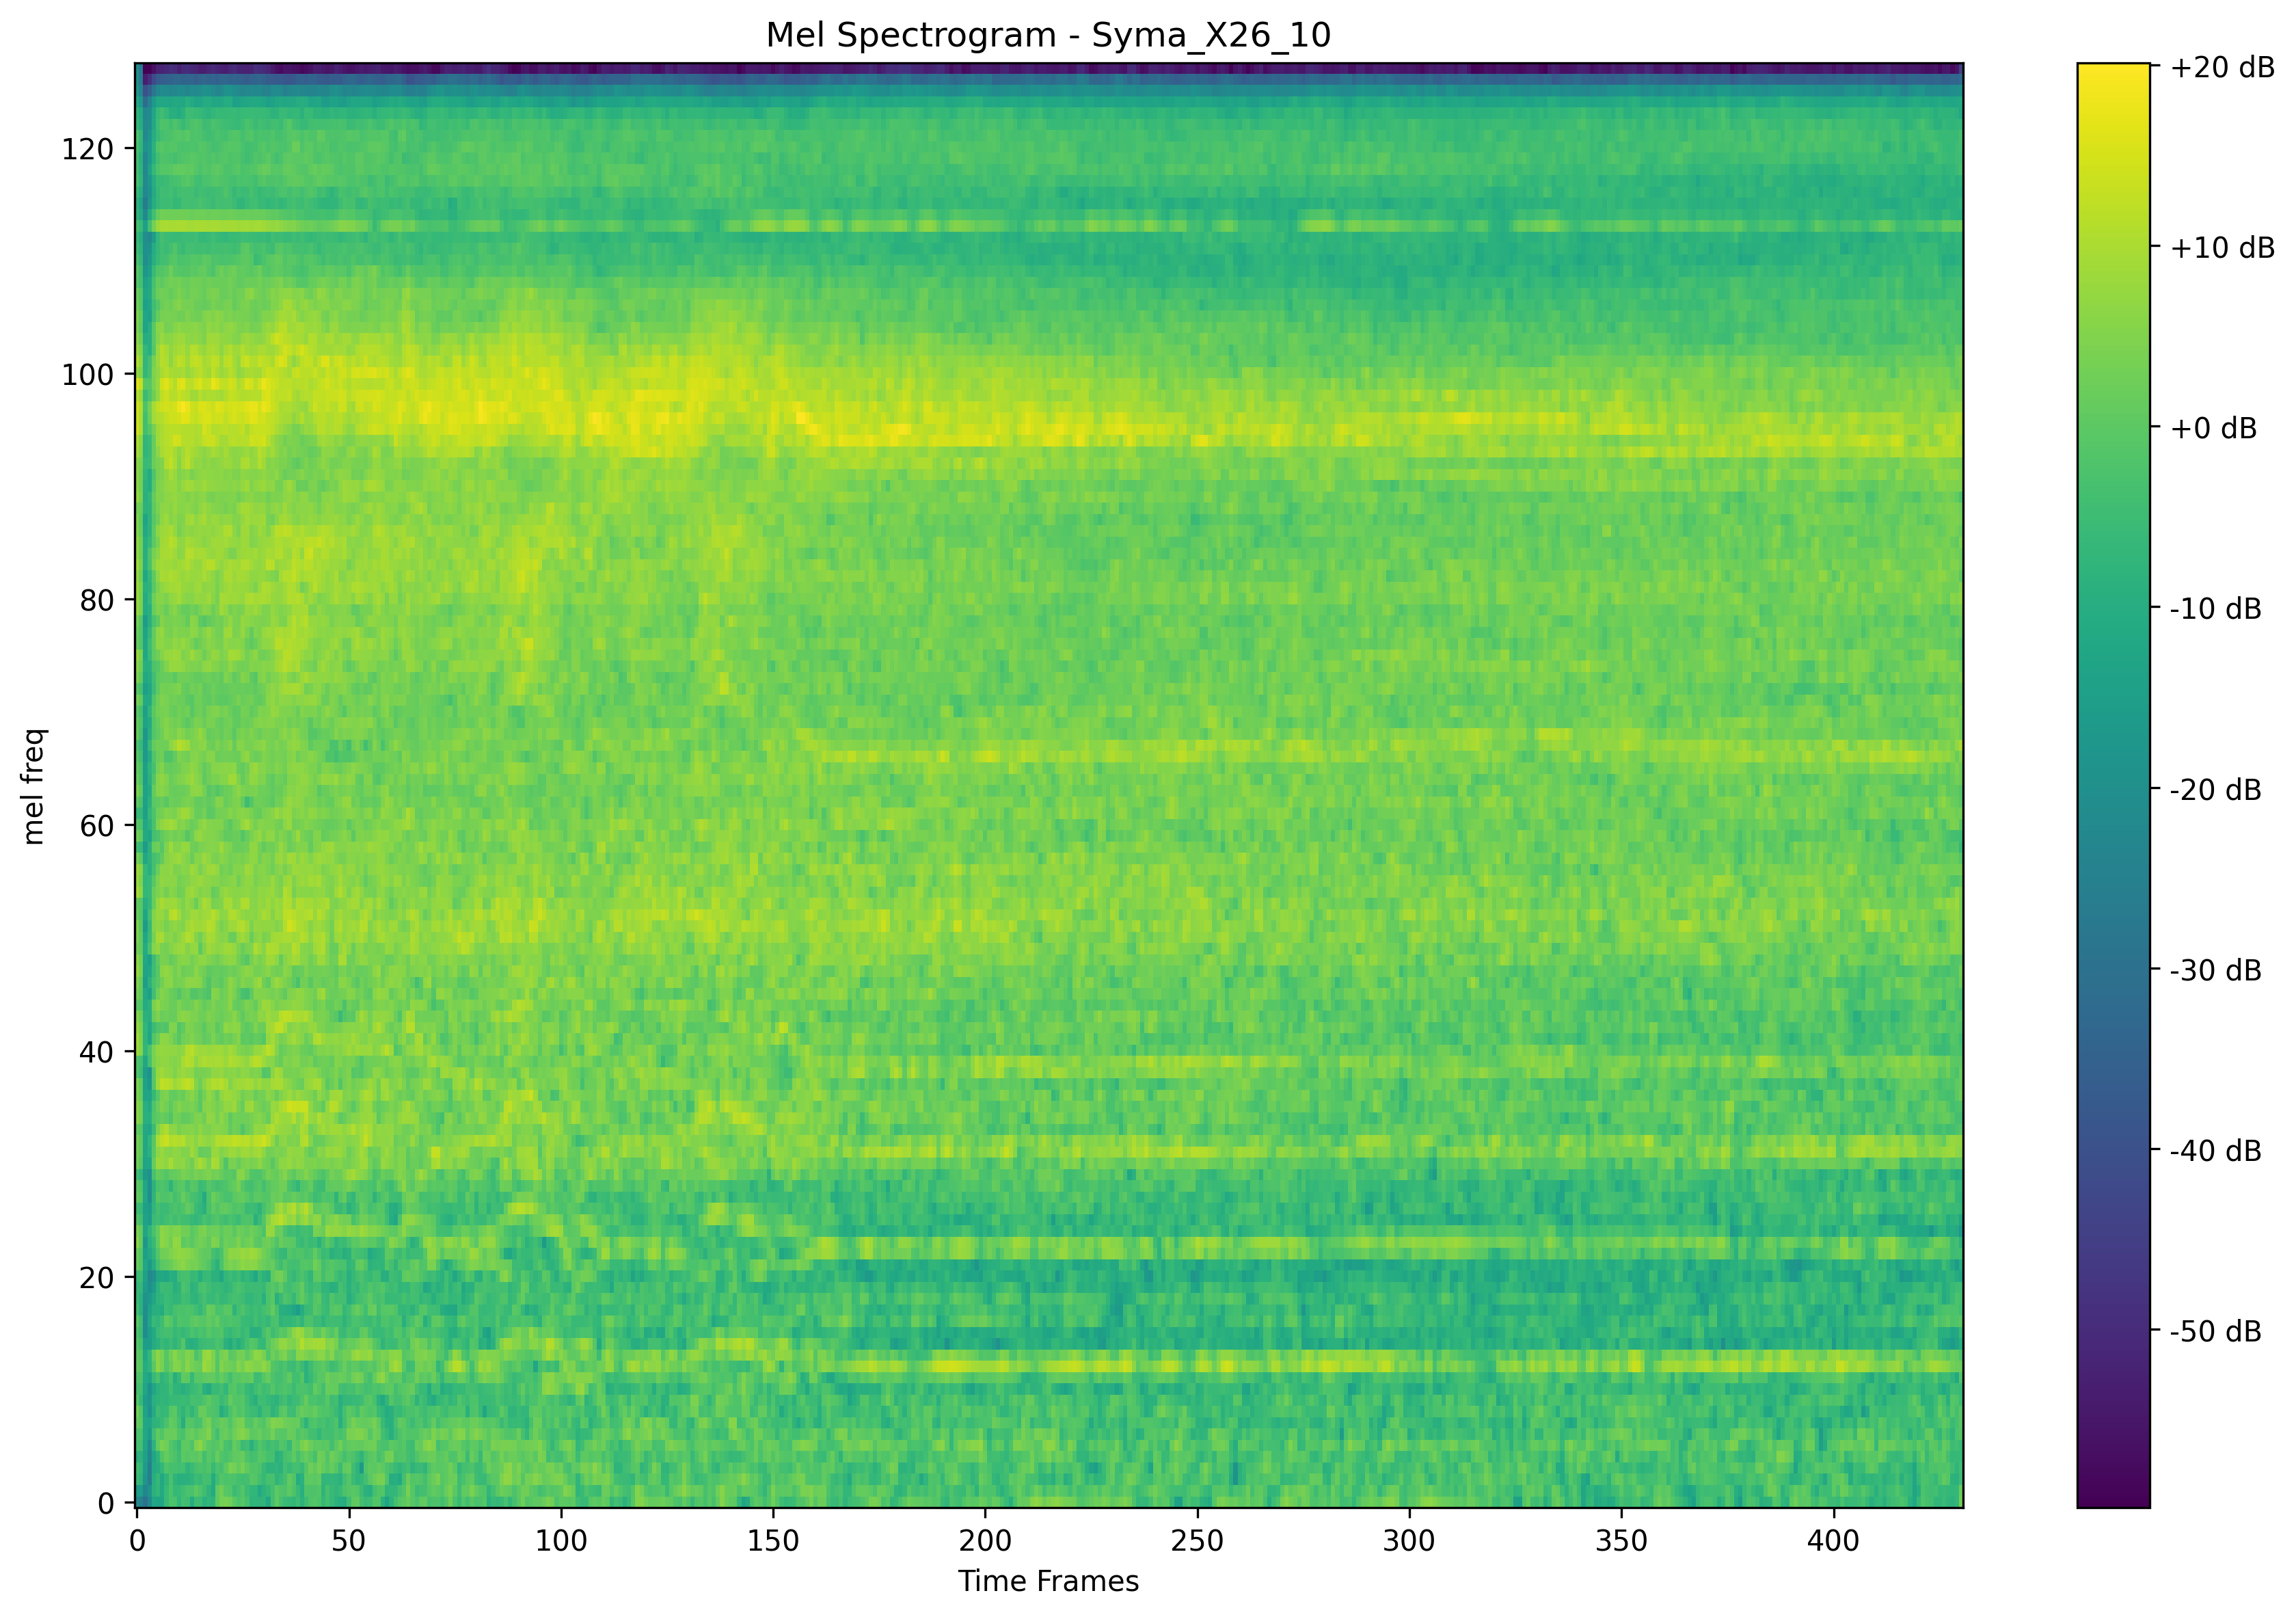 Mel Spectrogram - Syma_X26_10
mel freq
120
100
80
60
40
20
0
0 50 100 150 200 250 300 350 400
Time Frames
+20 dB
+10 dB
+0 dB
-10 dB
-20 dB
-30 dB
-40 dB
-50 dB